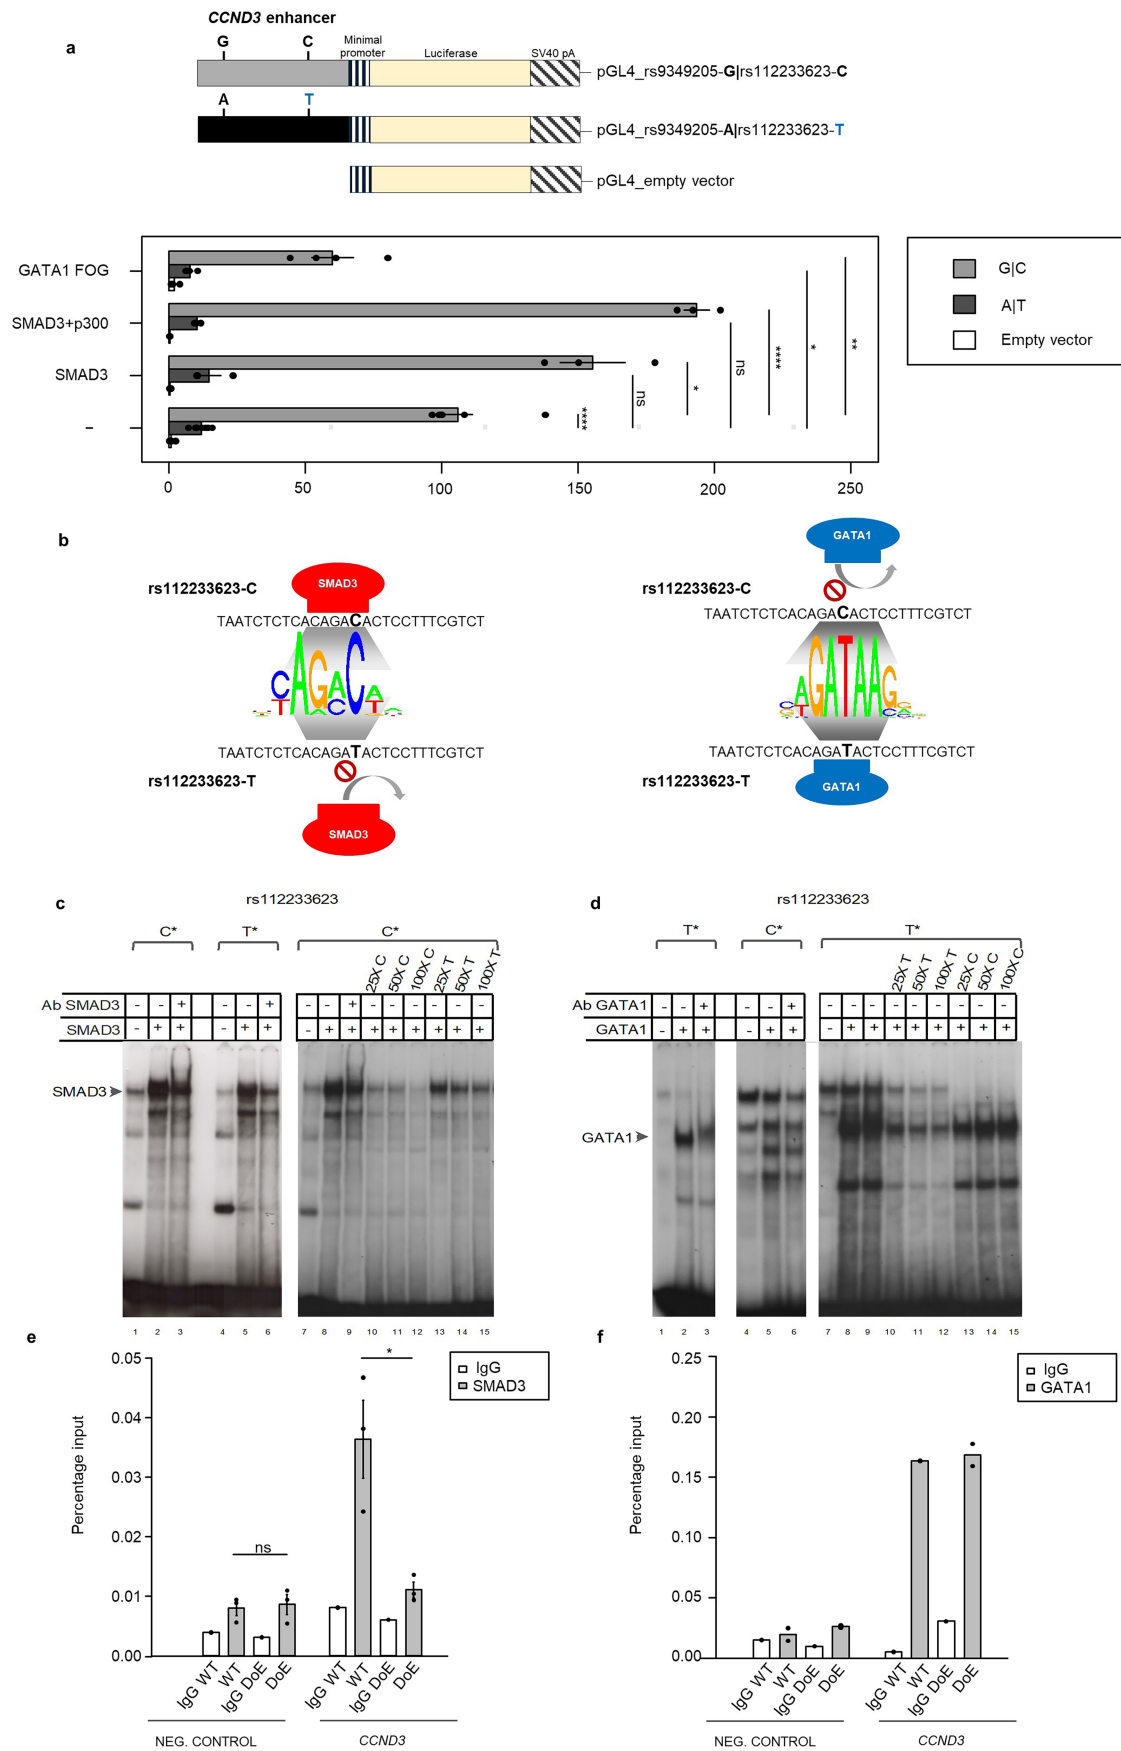 CCND3 enhancer
a
G C
Minimal promoter Luciferase SV40 pA
pGL4_rs9349205-G|rs112233623-C
A T
pGL4_rs9349205-A|rs112233623-T
pGL4_empty vector
GATA1 FOG
SMAD3+p300
SMAD3
–
**** ns * ns **** * **
0 50 100 150 200 250
G|C
A|T
Empty vector
b
SMAD3
rs112233623-C
TAATCTCTCACAGACACTCCTTTCGTCT
TAATCTCTCACAGATACTCCTTTCGTCT
rs112233623-T
SMAD3
GATA1
rs112233623-C
TAATCTCTCACAGACACTCCTTTCGTCT
GATAAG
TAATCTCTCACAGATACTCCTTTCGTCT
rs112233623-T
GATA1
c
rs112233623
C* T* C*
25X C 50X C 100X C 25X T 50X T 100X T
Ab SMAD3 - - + - - + - - + - - - - - -
SMAD3 - + + - + + - + + + + + + + +
SMAD3
1 2 3 4 5 6 7 8 9 10 11 12 13 14 15
d
rs112233623
T* C* T*
25X T 50X T 100X T 25X C 50X C 100X C
Ab GATA1 - - + - - + - - - - - - - - -
GATA1 - + + - + + - + + + + + + + +
GATA1
1 2 3 4 5 6 7 8 9 10 11 12 13 14 15
e
0.05
0.04
0.03
0.02
0.01
0.00
Percentage input
ns
*
IgG
SMAD3
IgG WT WT IgG DoE DoE IgG WT WT IgG DoE DoE
NEG. CONTROL CCND3
f
0.25
0.20
0.15
0.10
0.05
0.00
Percentage input
IgG
GATA1
IgG WT WT IgG DoE DoE IgG WT WT IgG DoE DoE
NEG. CONTROL CCND3